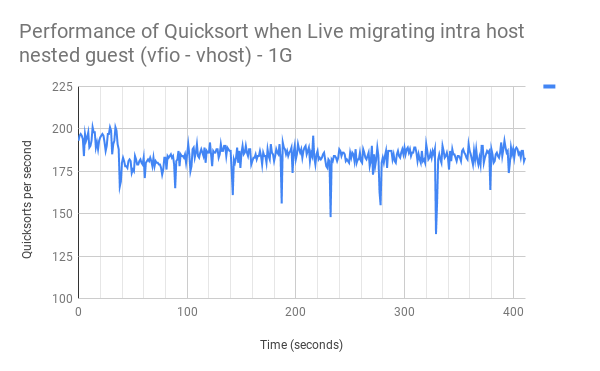 Performance of Quicksort when Live migrating intra host
nested guest (vfio - vhost) - 1G
225
200
175
150
125
100
Quicksorts per second
0 100 200 300 400
Time (seconds)